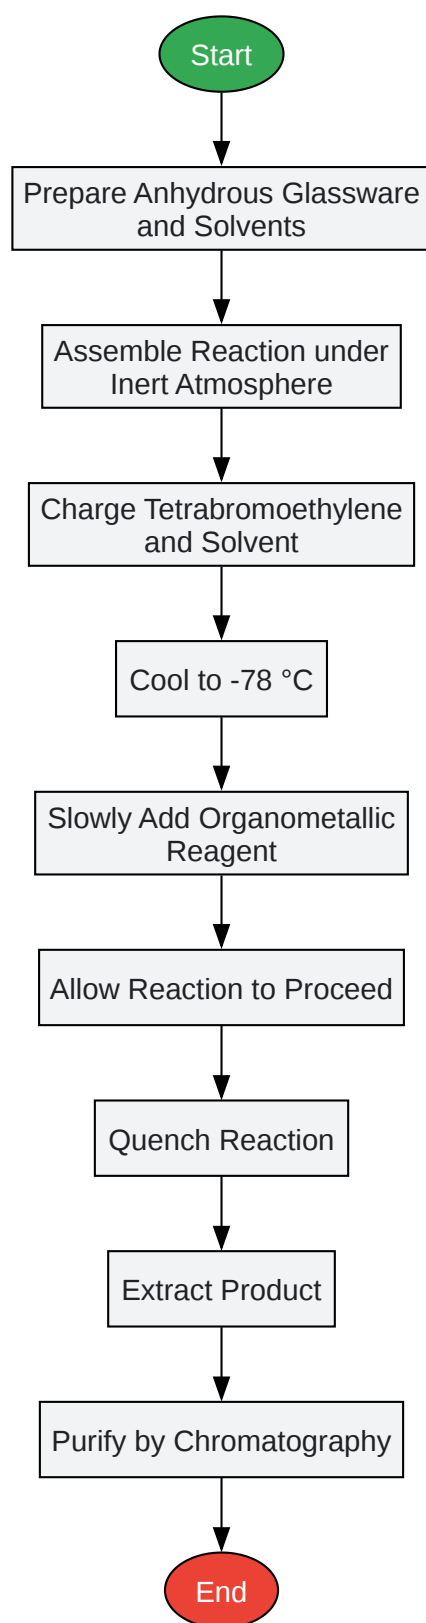 Start
Prepare Anhydrous Glassware
and Solvents
Assemble Reaction under
Inert Atmosphere
Charge Tetrabromoethylene
and Solvent
Cool to -78 °C
Slowly Add Organometallic
Reagent
Allow Reaction to Proceed
Quench Reaction
Extract Product
Purify by Chromatography
End